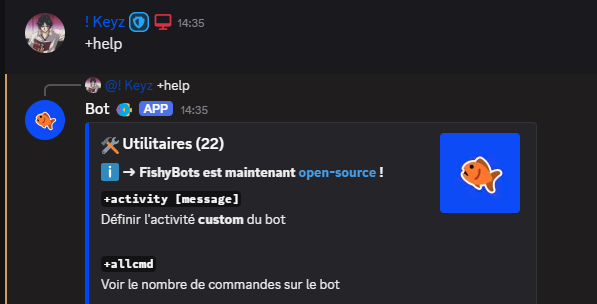 ! Keyz 14:35
+help
@! Keyz +help
Bot APP 14:35
Utilitaires (22)
i → FishyBots est maintenant open-source !
+activity [message]
Définir l'activité custom du bot
+allcmd
Voir le nombre de commandes sur le bot